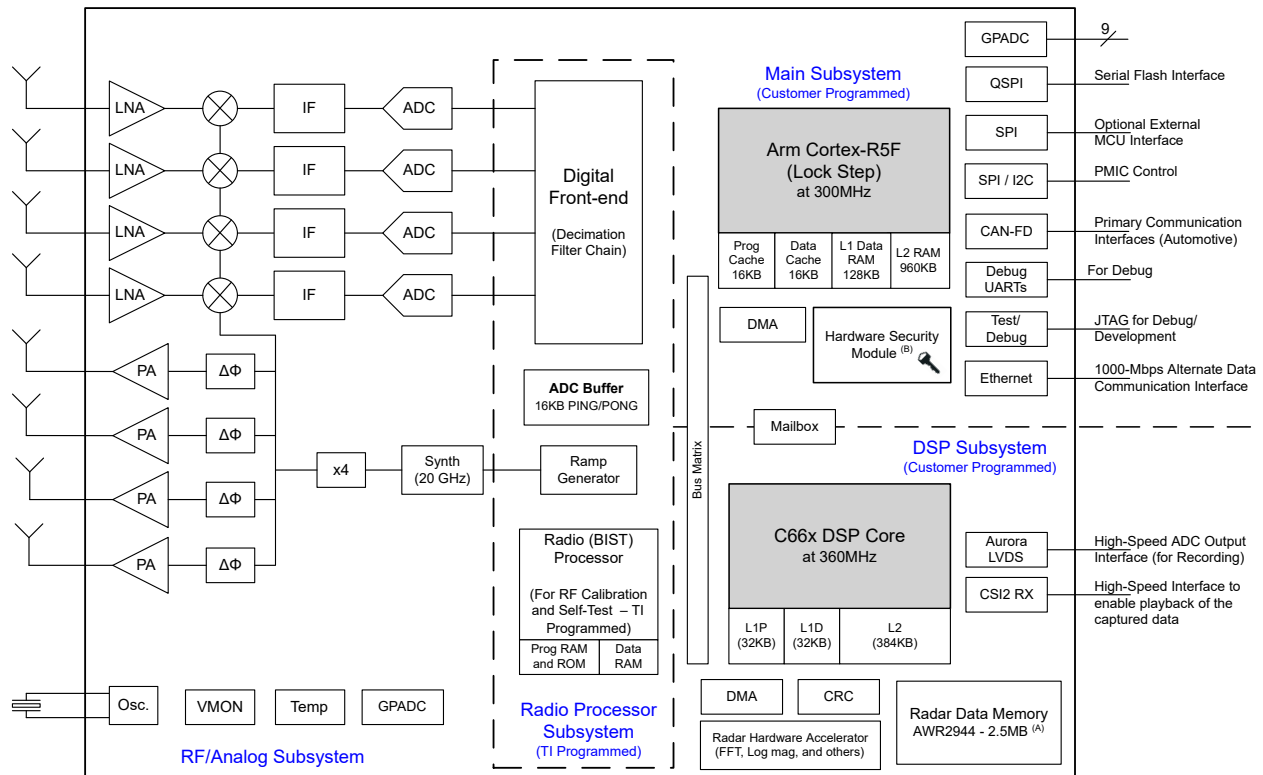 LNA
IF
ADC
LNA
IF
ADC
LNA
IF
ADC
LNA
IF
ADC
PA
ΔΦ
PA
ΔΦ
PA
ΔΦ
PA
ΔΦ
x4
Synth
(20 GHz)
Osc.
VMON
Temp
GPADC
RF/Analog Subsystem
Digital
Front-end
(Decimation
Filter Chain)
ADC Buffer
16KB PING/PONG
Ramp
Generator
Radio (BIST)
Processor
(For RF Calibration
and Self-Test – TI
Programmed)
Prog RAM
and ROM
Data
RAM
Radio Processor
Subsystem
(TI Programmed)
Bus Matrix
Main Subsystem
(Customer Programmed)
Arm Cortex-R5F
(Lock Step)
at 300MHz
Prog
Cache
16KB
Data
Cache
16KB
L1 Data
RAM
128KB
L2 RAM
960KB
DMA
Hardware Security
Module (B)
Mailbox
GPADC
9
QSPI
Serial Flash Interface
SPI
Optional External
MCU Interface
SPI / I2C
PMIC Control
CAN-FD
Primary Communication
Interfaces (Automotive)
Debug
UARTs
For Debug
Test/
Debug
JTAG for Debug/
Development
Ethernet
1000-Mbps Alternate Data
Communication Interface
DSP Subsystem
(Customer Programmed)
C66x DSP Core
at 360MHz
L1P
(32KB)
L1D
(32KB)
L2
(384KB)
Aurora
LVDS
High-Speed ADC Output
Interface (for Recording)
CSI2 RX
High-Speed Interface to
enable playback of the
captured data
DMA
CRC
Radar Hardware Accelerator
(FFT, Log mag, and others)
Radar Data Memory
AWR2944 - 2.5MB (A)